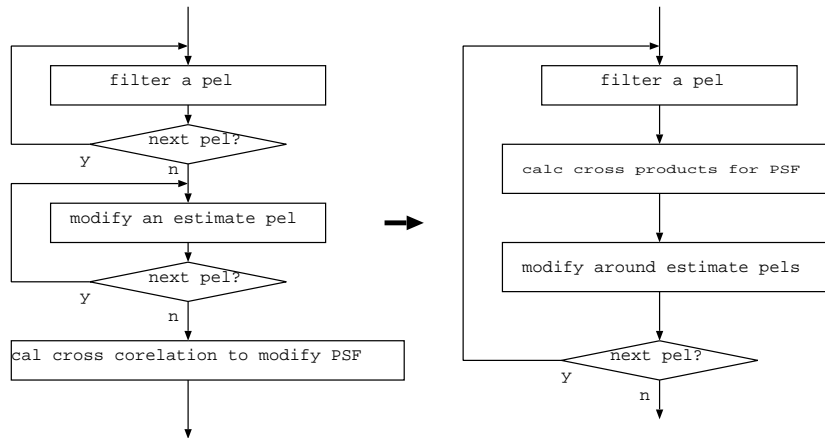 filter a pel
next pel?
y
n
modify an estimate pel
next pel?
y
n
cal cross corelation to modify PSF
filter a pel
calc cross products for PSF
modify around estimate pels
next pel?
y
n